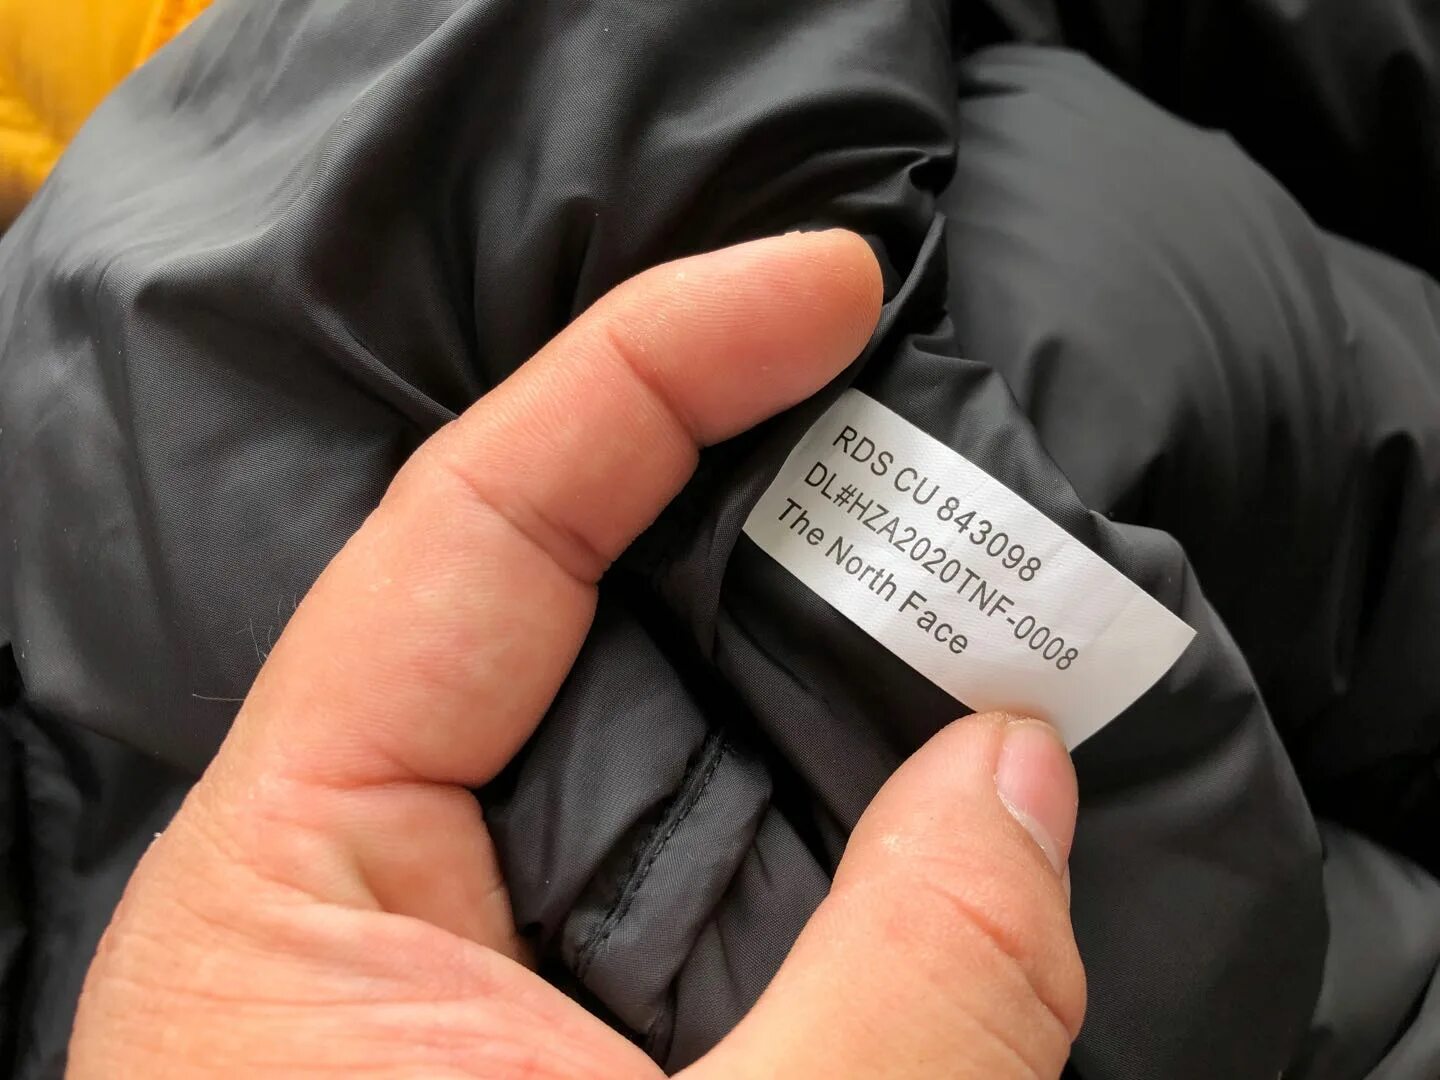 RDS CU 843098
DL#HZA2020TNF-0008
The North Face